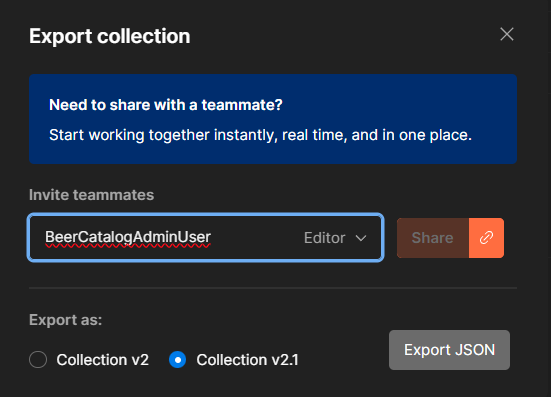 Export collection
Need to share with a teammate?
Start working together instantly, real time, and in one place.
Invite teammates
BeerCatalogAdminUser Editor Share
Export as:
Collection v2 Collection v2.1 Export JSON